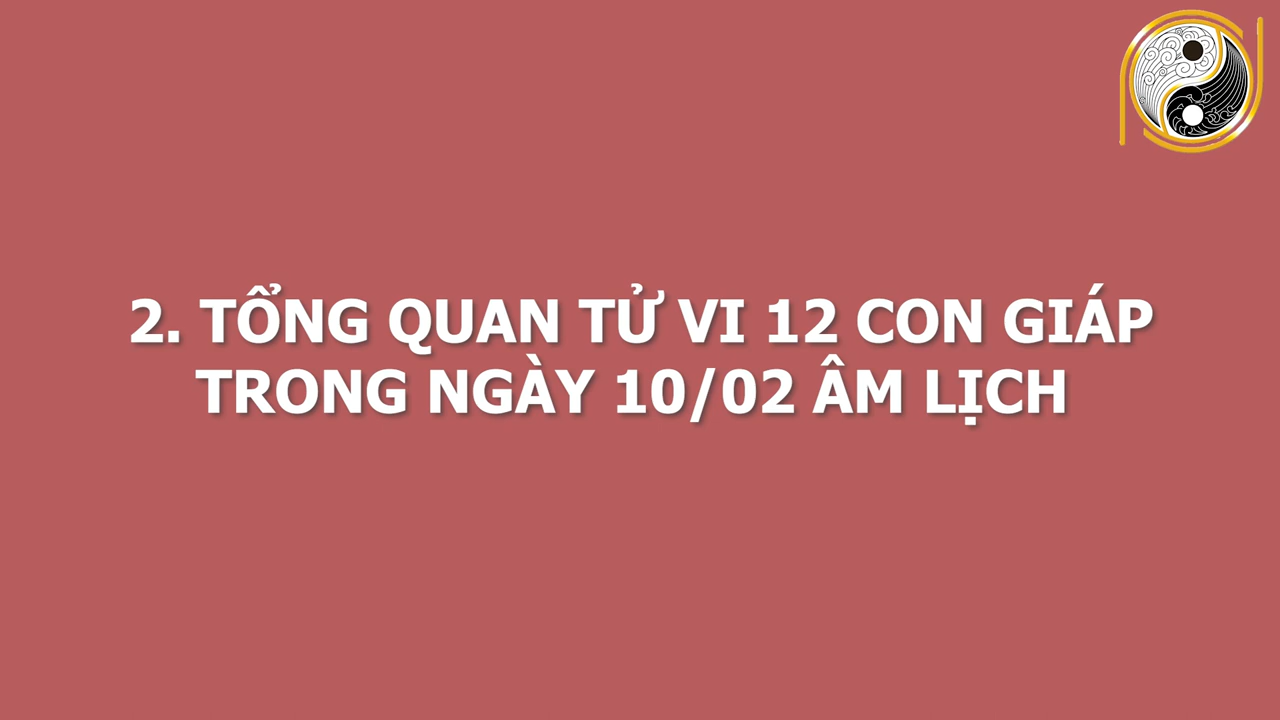 2. TỔNG QUAN TỬ VI 12 CON GIÁP
TRONG NGÀY 10/02 ÂM LỊCH